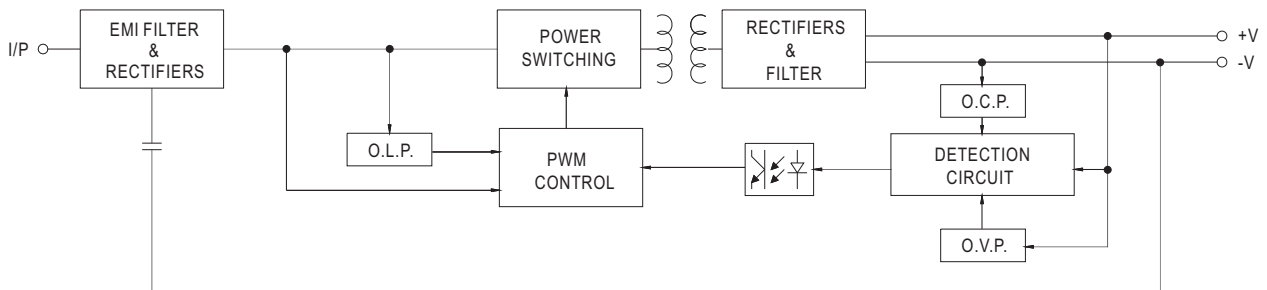 I/P
EMI FILTER
&
RECTIFIERS
POWER
SWITCHING
RECTIFIERS
&
FILTER
+V
-V
O.C.P.
O.L.P.
PWM
CONTROL
DETECTION
CIRCUIT
O.V.P.